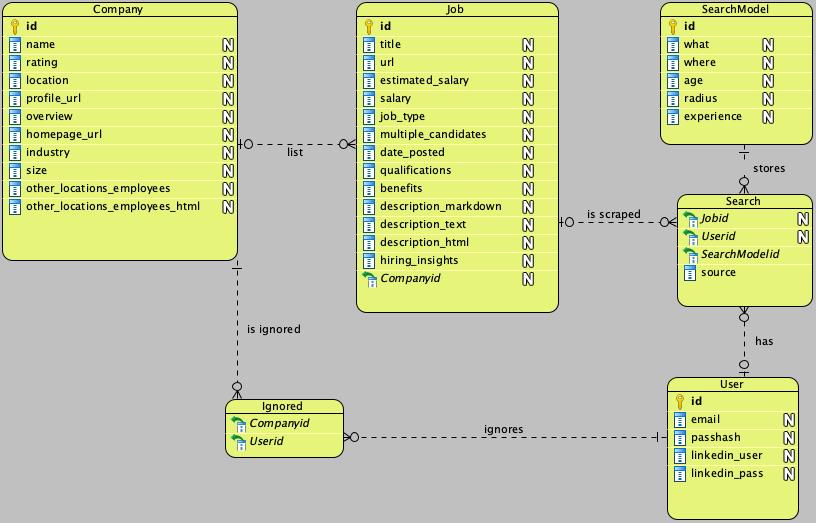 Company
id
name N
rating N
location N
profile_url N
overview N
homepage_url N
industry N
size N
other_locations_employees N
other_locations_employees_html N
list
Job
id
title N
url N
estimated_salary N
salary N
job_type N
multiple_candidates N
date_posted N
qualifications N
benefits N
description_markdown N
description_text N
description_html N
hiring_insights N
Companyid N
is scraped
SearchModel
id
what N
where N
age N
radius N
experience N
stores
Search
Jobid N
Userid N
SearchModelid
source
has
is ignored
Ignored
Companyid
Userid
ignores
User
id
email N
passhash N
linkedin_user N
linkedin_pass N